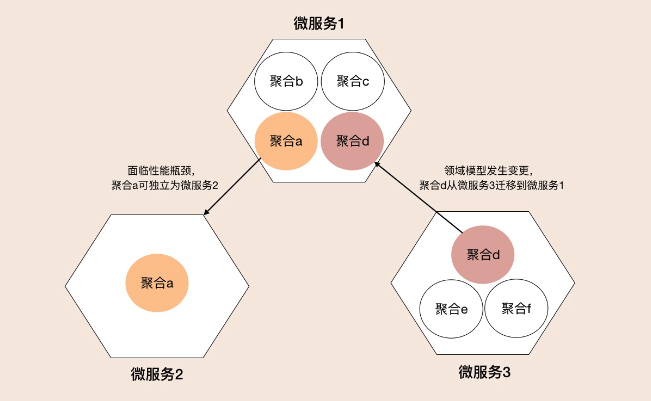 微服务1
聚合b
聚合c
聚合a
聚合d
面临性能瓶颈，
聚合a可独立为微服务2
领域模型发生变更，
聚合d从微服务3迁移到微服务1
聚合a
聚合d
聚合e
聚合f
微服务2
微服务3